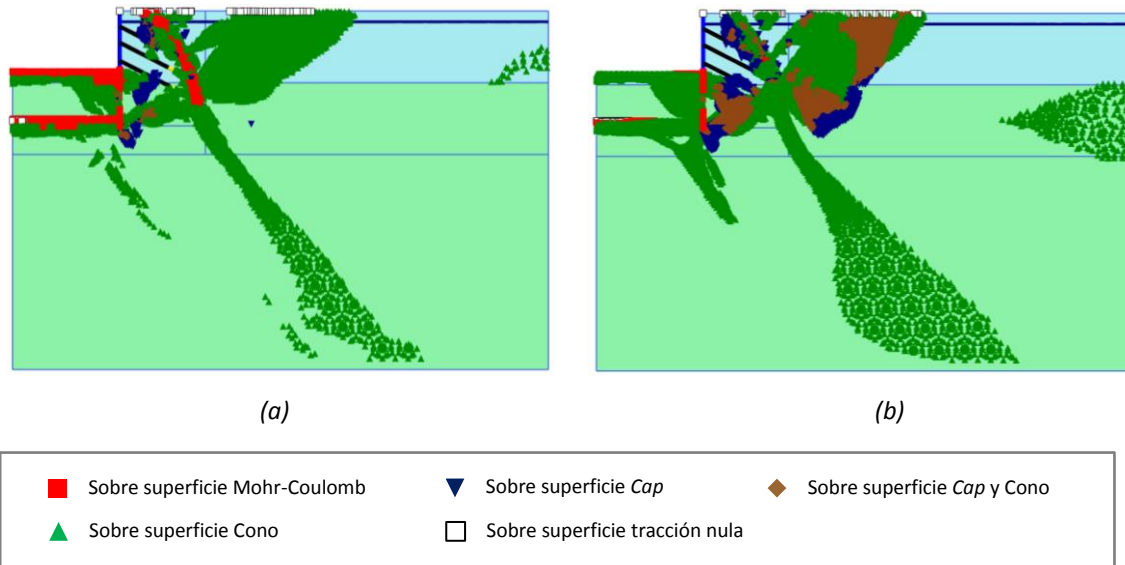 (a) (b)
Sobre superficie Mohr-Coulomb Sobre superficie Cap Sobre superficie Cap y Cono
Sobre superficie Cono Sobre superficie tracción nula